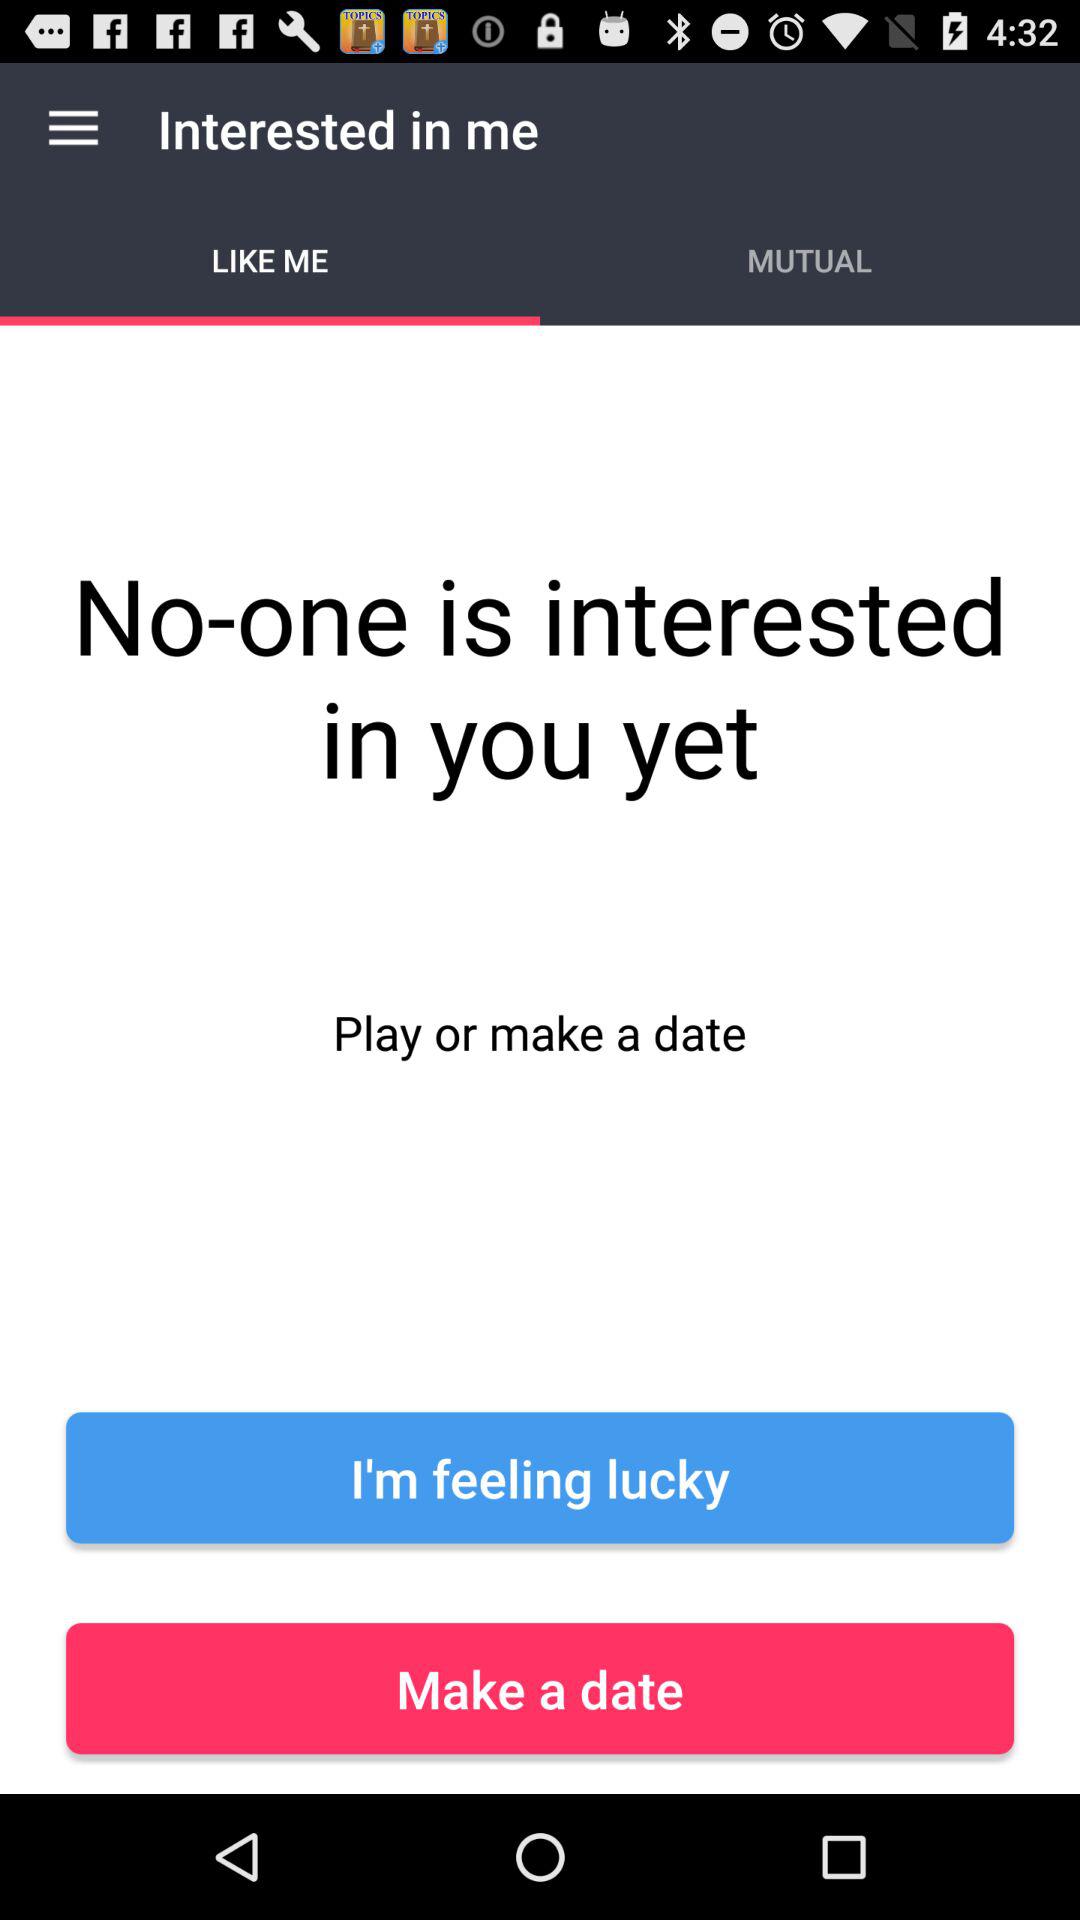 TOPICS TOPICS 4:32
Interested in me
LIKE ME MUTUAL
No-one is interested
in you yet
Play or make a date
I'm feeling lucky
Make a date